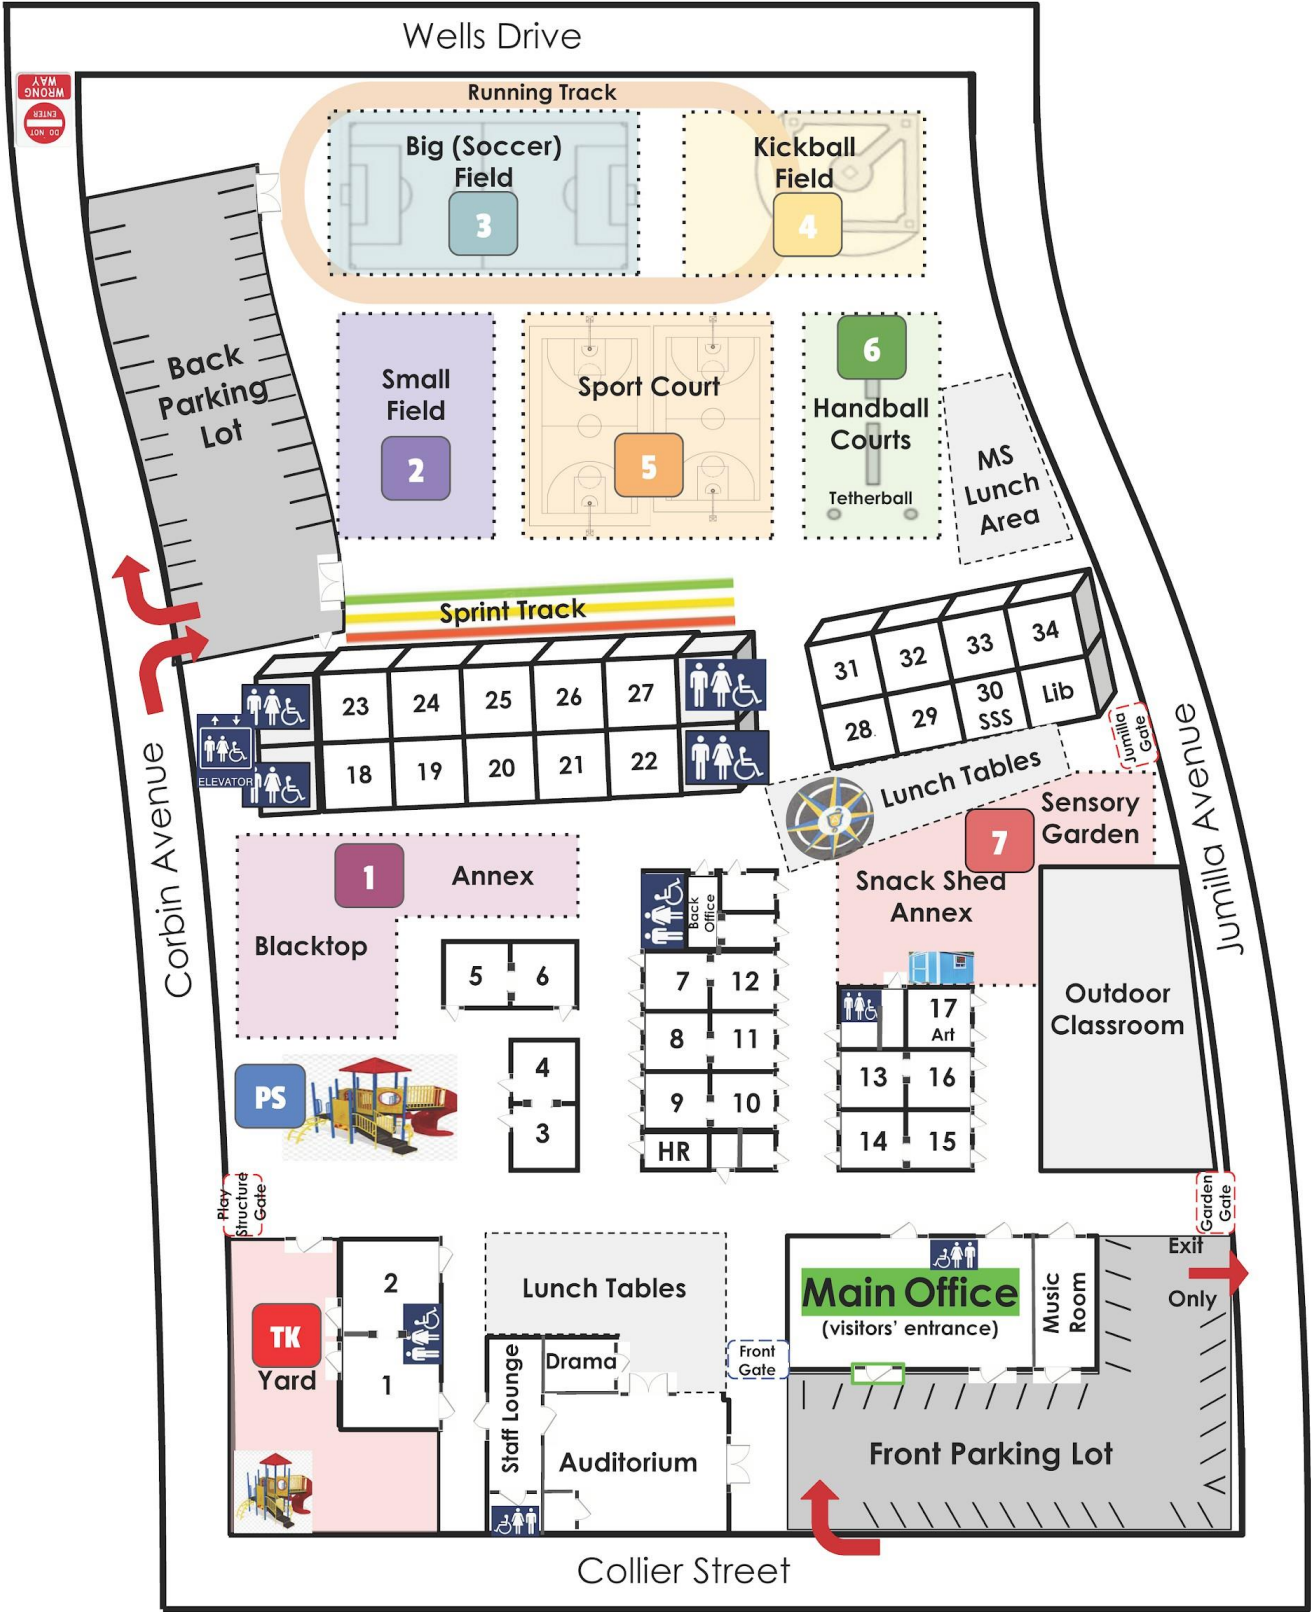 Wells Drive
WRONG
WAY
DO NOT
ENTER
Running Track
Big (Soccer)
Field
3
Kickball
Field
4
Back
Parking
Lot
Small
Field
2
Sport Court
5
6
Handball
Courts
Tetherball
MS
Lunch
Area
Sprint Track
23
24
25
26
27
18
19
20
21
22
ELEVATOR
31
32
33
34
28
29
30
SSS
Lib
Jumilla
Gate
Lunch Tables
Sensory
Garden
7
Snack Shed
Annex
Corbin Avenue
Jumilla Avenue
1
Annex
Blacktop
5
6
4
3
Back
Office
7
12
8
11
9
10
HR
17
Art
13
16
14
15
Outdoor
Classroom
PS
Play
Structure
Gate
Garden
Gate
Exit
Only
TK
Yard
2
1
Lunch Tables
Drama
Staff Lounge
Auditorium
Front
Gate
Main Office
(visitors' entrance)
Music
Room
Front Parking Lot
Collier Street